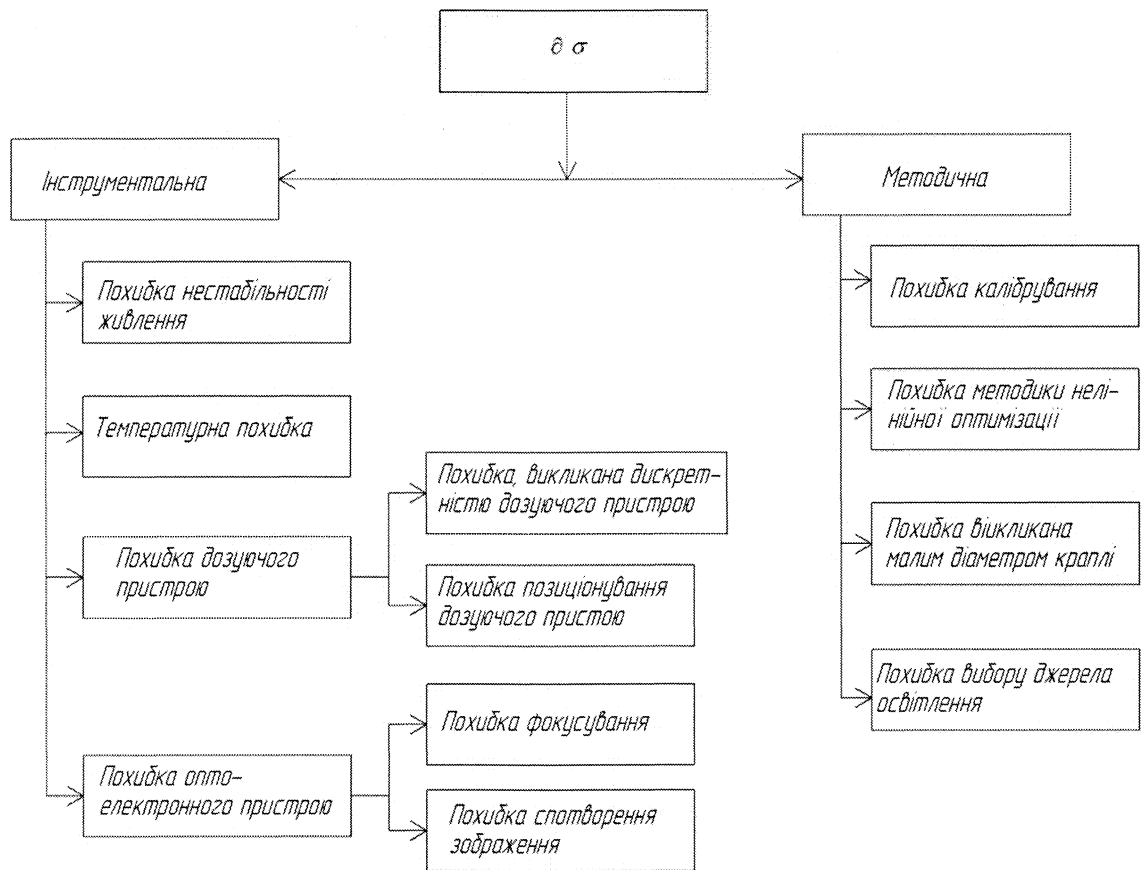 ∂ σ
Інструментальна
Методична
Похибка нестабільності
живлення
Температурна похибка
Похибка дозуючого
пристрою
Похибка, викликана дискрет-
ністю дозуючого пристрою
Похибка позиціонування
дозуючого пристою
Похибка опто-
електронного пристрою
Похибка фокусування
Похибка спотворення
зображення
Похибка калібрування
Похибка методики нелі-
нійної оптимізації
Похибка віикликана
малим діаметром краплі
Похибка вибору джерела
освітлення